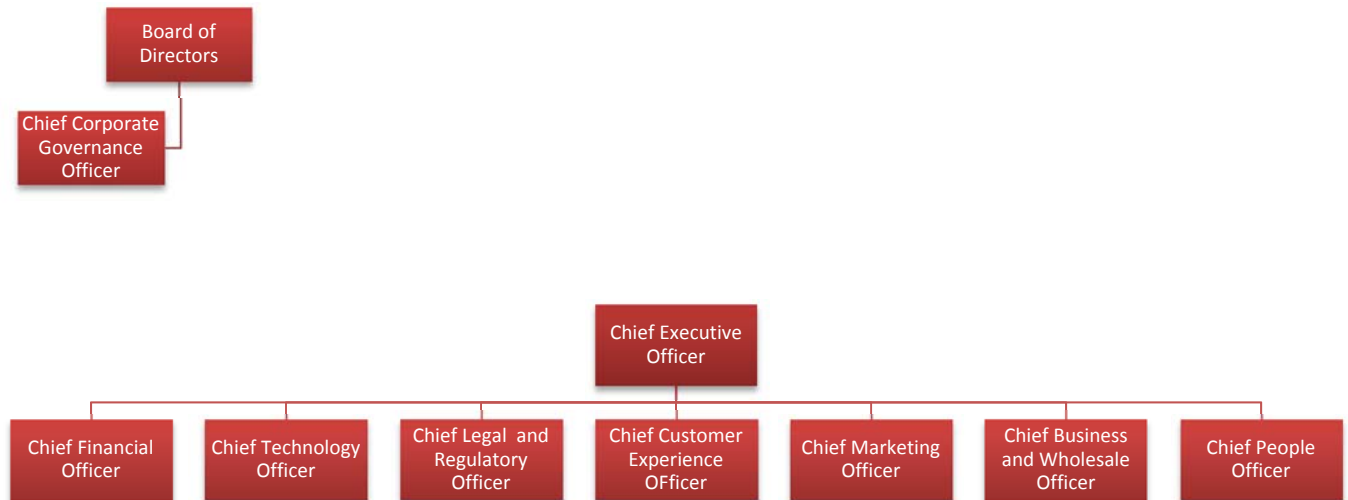 Board of
Directors
Chief Corporate
Governance
Officer
Chief Executive
Officer
Chief Financial
Officer
Chief Technology
Officer
Chief Legal  and
Regulatory
Officer
Chief Customer
Experience
OFficer
Chief Marketing
Officer
Chief Business
and Wholesale
Officer
Chief People
Officer